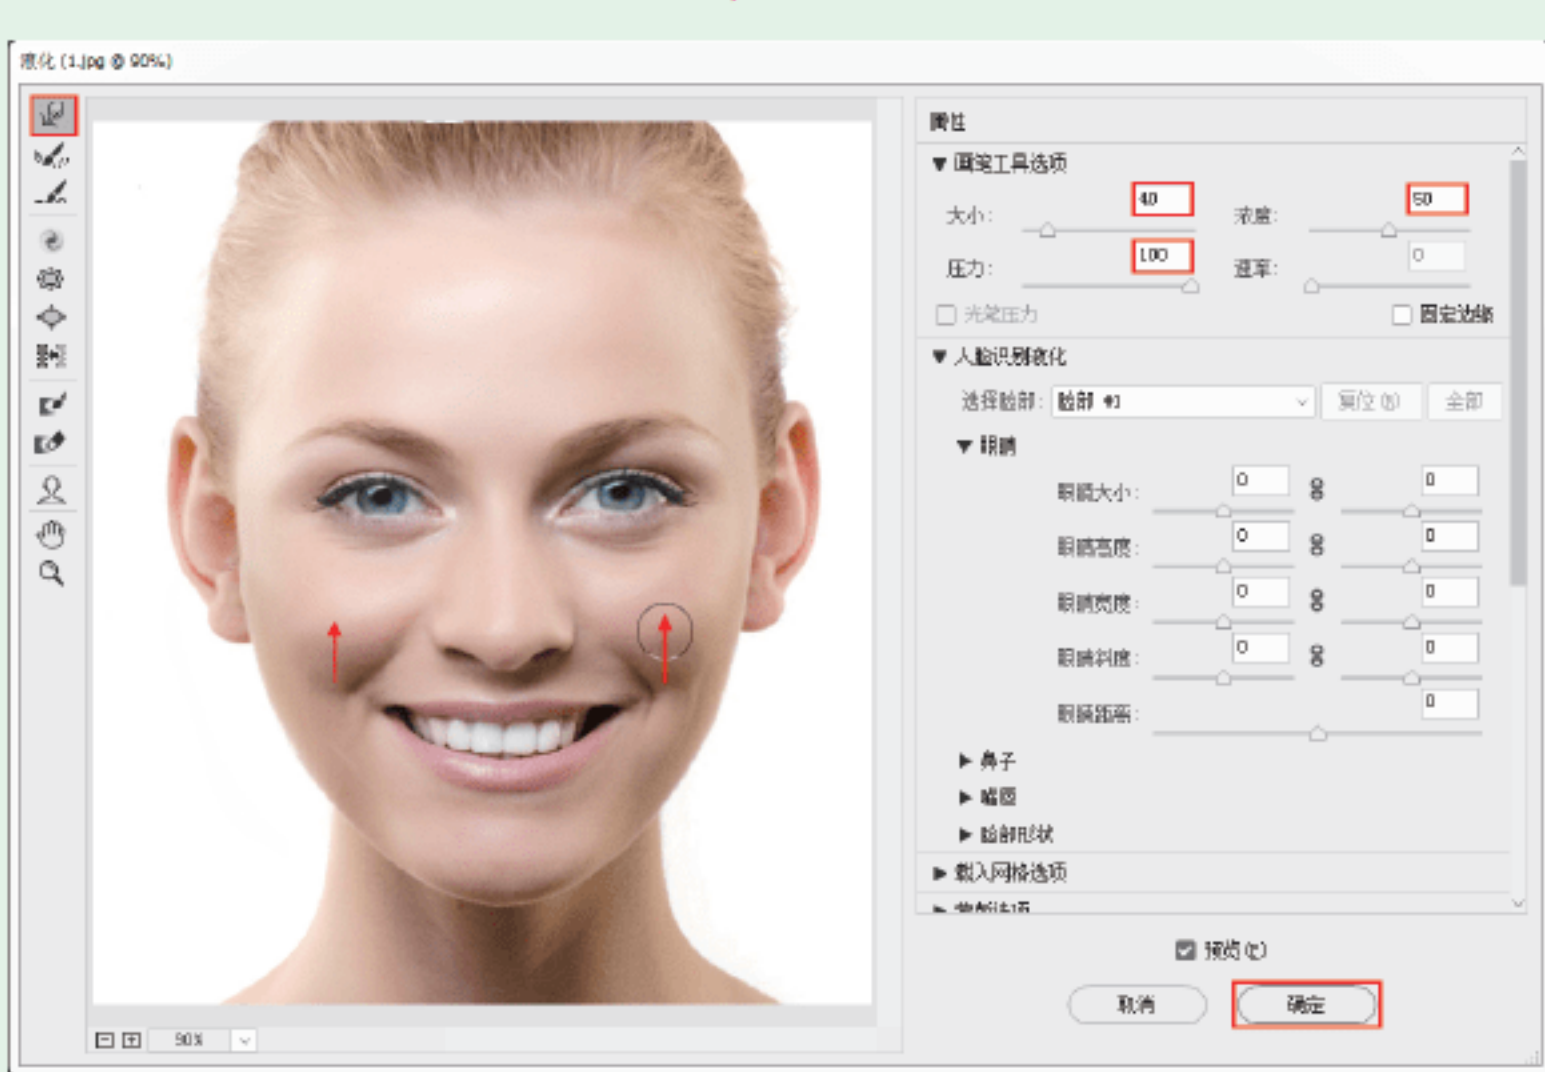 液化 (1.jpg @ 90%)
属性
▼ 画笔工具选项
大小: 40 浓度: 50
压力: 100 速率: 0
光笔压力 固定边缘
▼ 人脸识别液化
选择脸部: 脸部 #1 复位 全部
▼ 眼睛
眼睛大小: 0 0
眼睛高度: 0 0
眼睛宽度: 0 0
眼睛斜度: 0 0
眼睛距离: 0
▶ 鼻子
▶ 嘴唇
▶ 脸部形状
▶ 载入网格选项
▶ 蒙版选项
预览(P)
取消 确定
90%